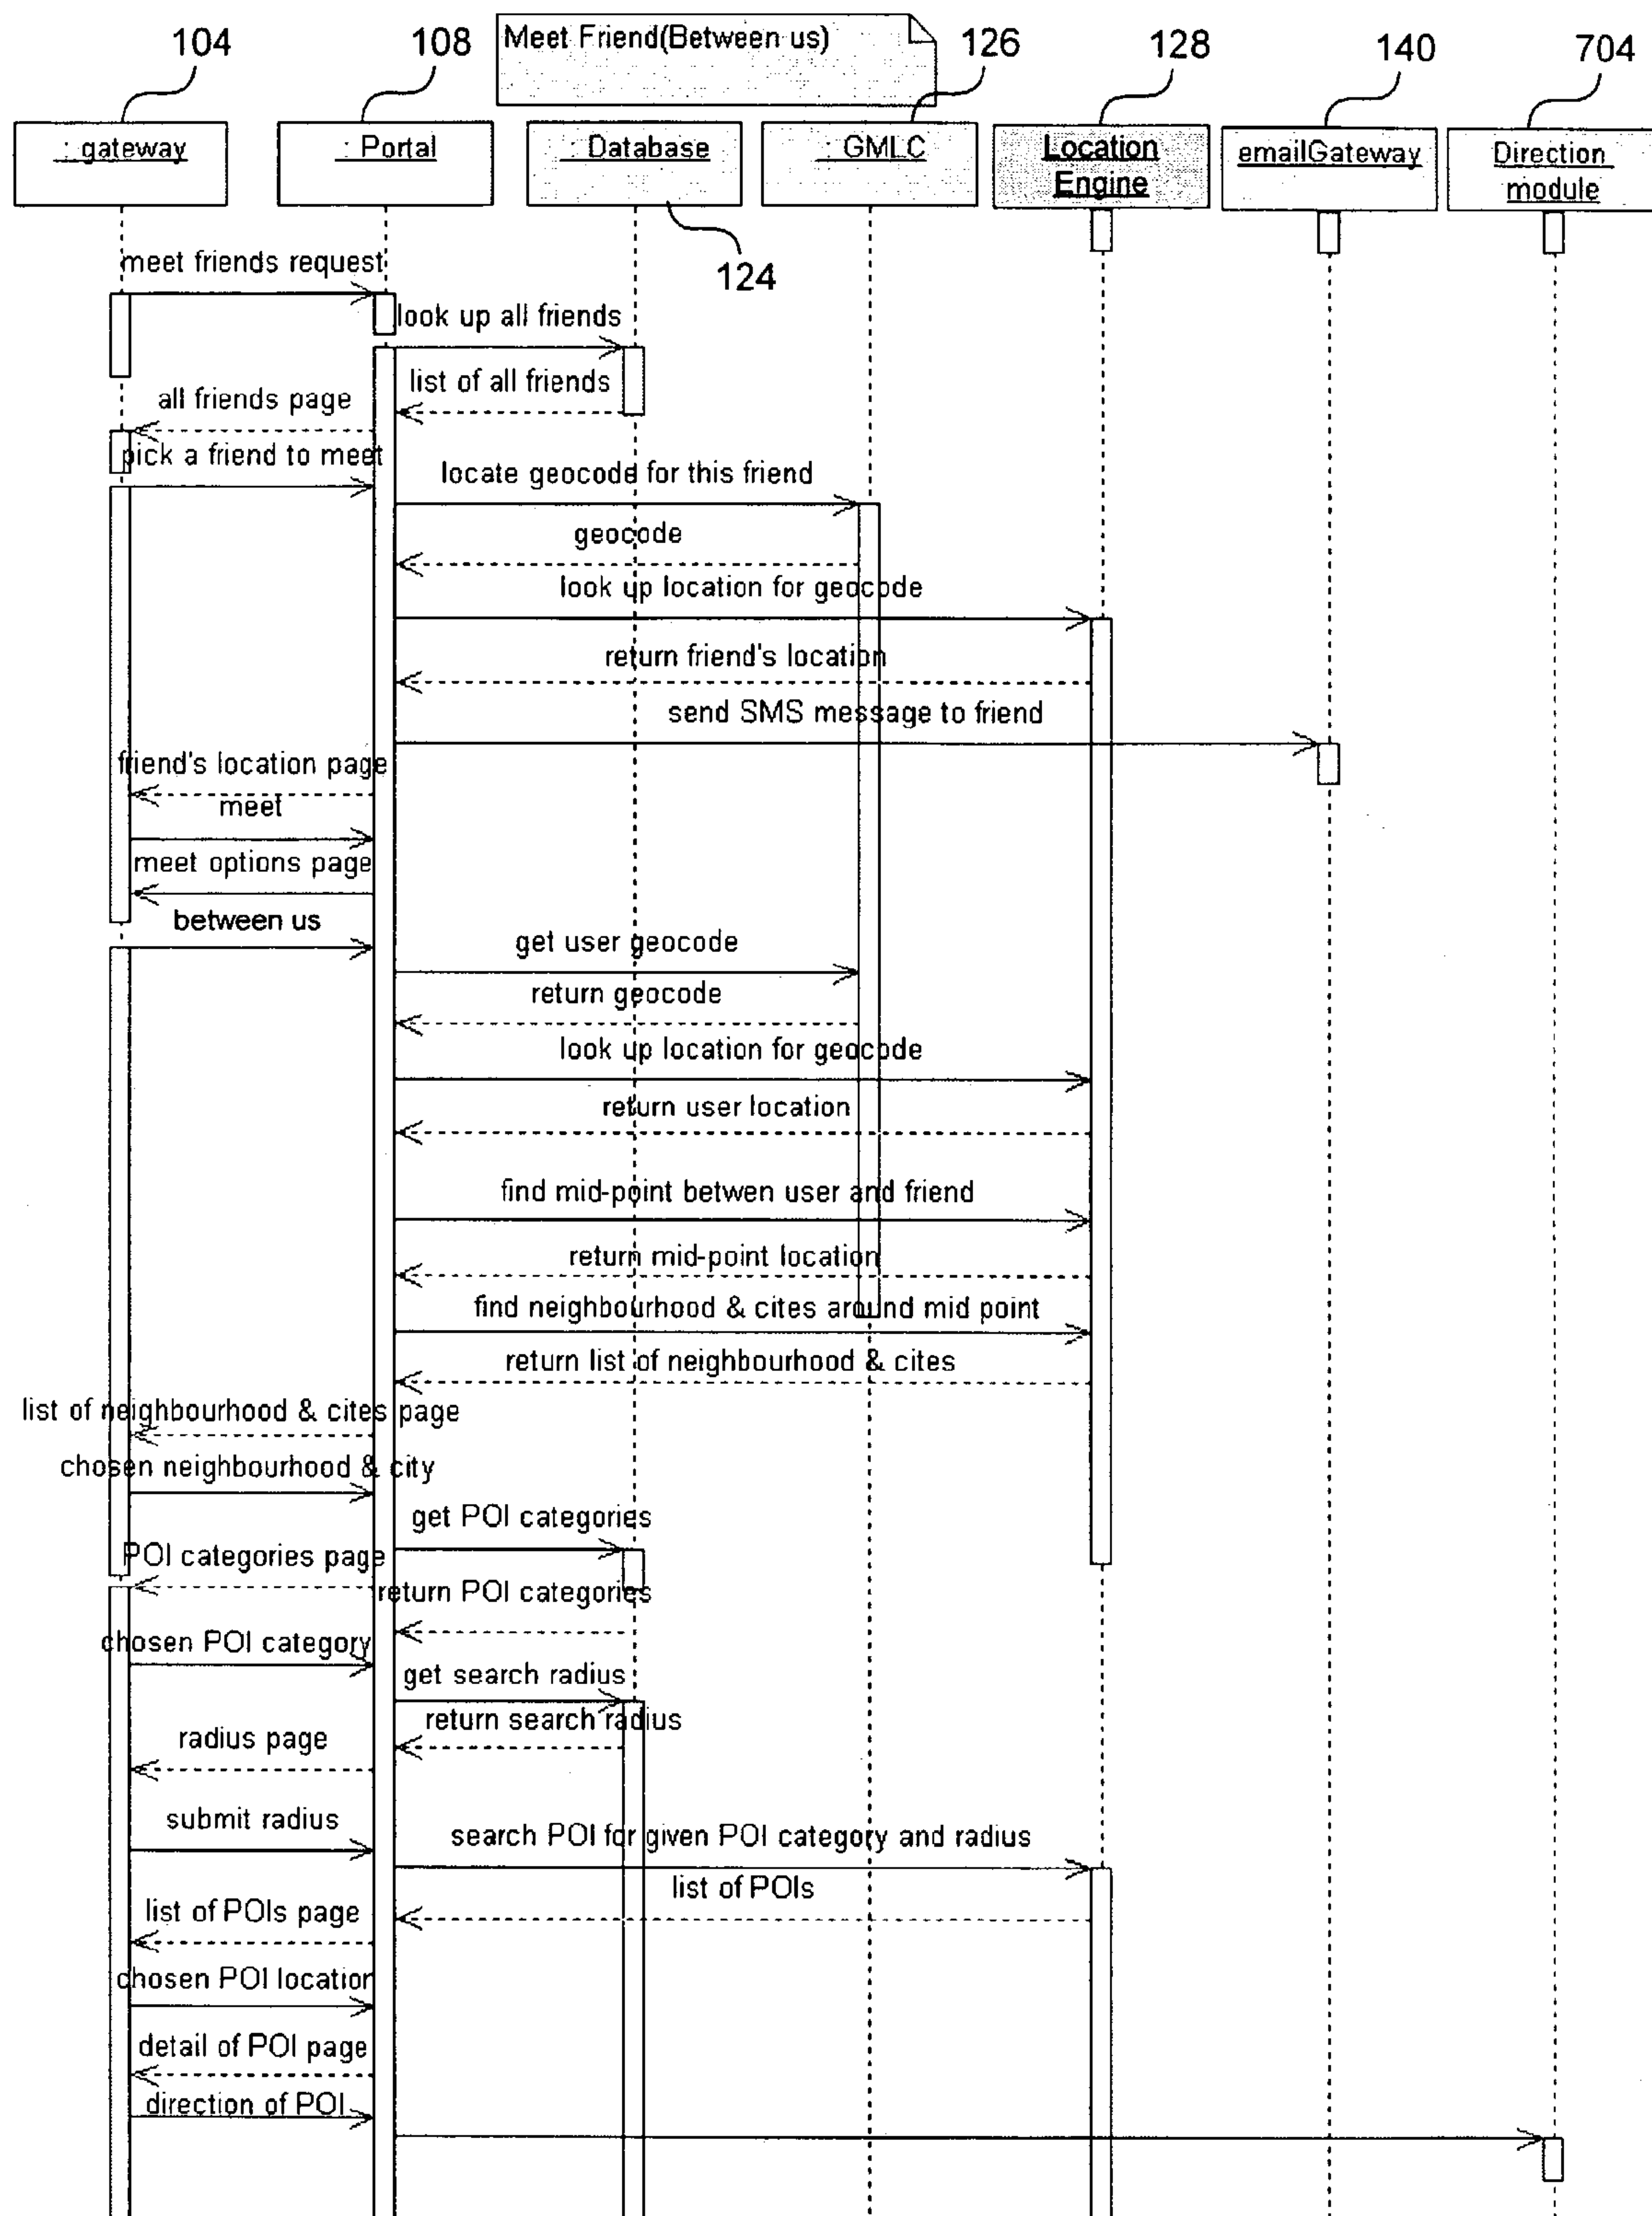 104
108
Meet Friend(Between us)
126
128
140
704
: gateway
: Portal
: Database
: GMLC
Location
Engine
emailGateway
Direction
module
124
meet friends request
look up all friends
list of all friends
all friends page
pick a friend to meet
locate geocode for this friend
geocode
look up location for geocode
return friend's location
send SMS message to friend
friend's location page
meet
meet options page
between us
get user geocode
return geocode
look up location for geocode
return user location
find mid-point betwen user and friend
return mid-point location
find neighbourhood & cites around mid point
return list of neighbourhood & cites
list of neighbourhood & cites page
chosen neighbourhood & city
get POI categories
POI categories page
return POI categories
chosen POI category
get search radius
return search radius
radius page
submit radius
search POI for given POI category and radius
list of POIs
list of POIs page
chosen POI location
detail of POI page
direction of POI